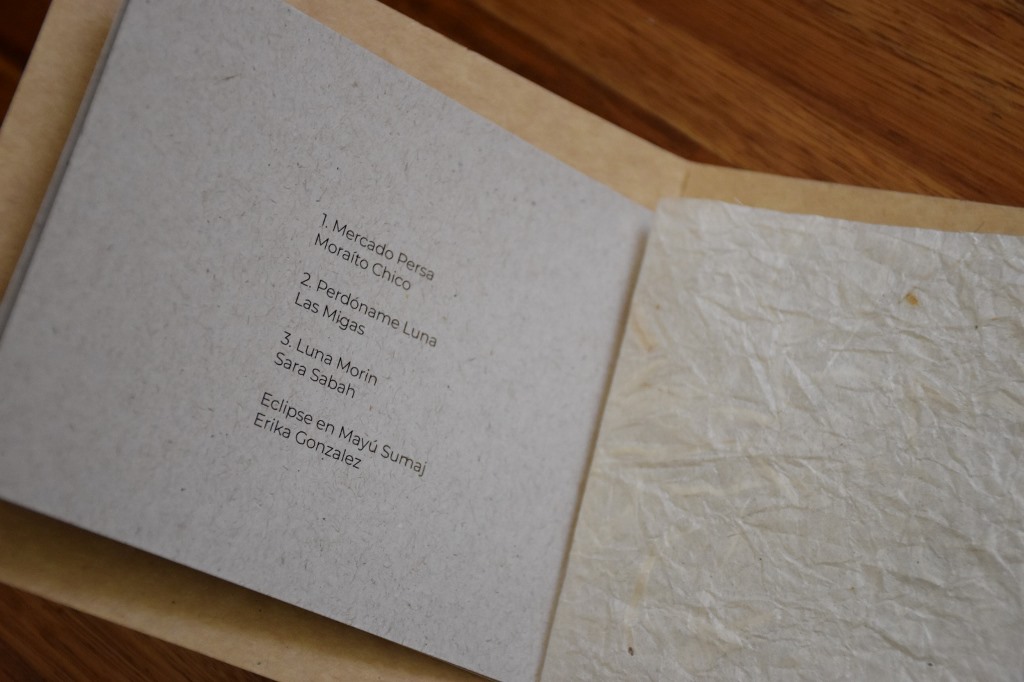 1. Mercado Persa
Moraíto Chico
2. Perdóname Luna
Las Migas
3. Luna Morin
Sara Sabah
Eclipse en Mayú Sumaj
Erika Gonzalez